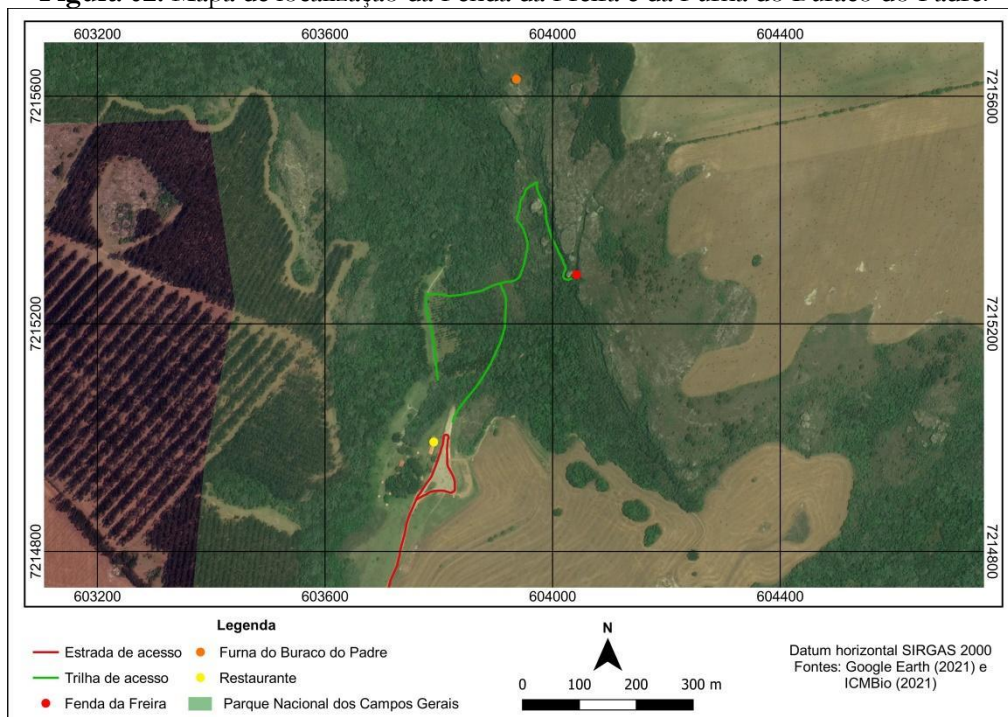 Figura 02. Mapa de localização da Fenda da Freira e da Furna do Buraco do Padre.
603200 603600 604000 604400
7215600 7215600
7215200 7215200
7214800 7214800
603200 603600 604000 604400
Legenda
Estrada de acesso
Trilha de acesso
Fenda da Freira
Furna do Buraco do Padre
Restaurante
Parque Nacional dos Campos Gerais
N
0 100 200 300 m
Datum horizontal SIRGAS 2000
Fontes: Google Earth (2021) e
ICMBio (2021)